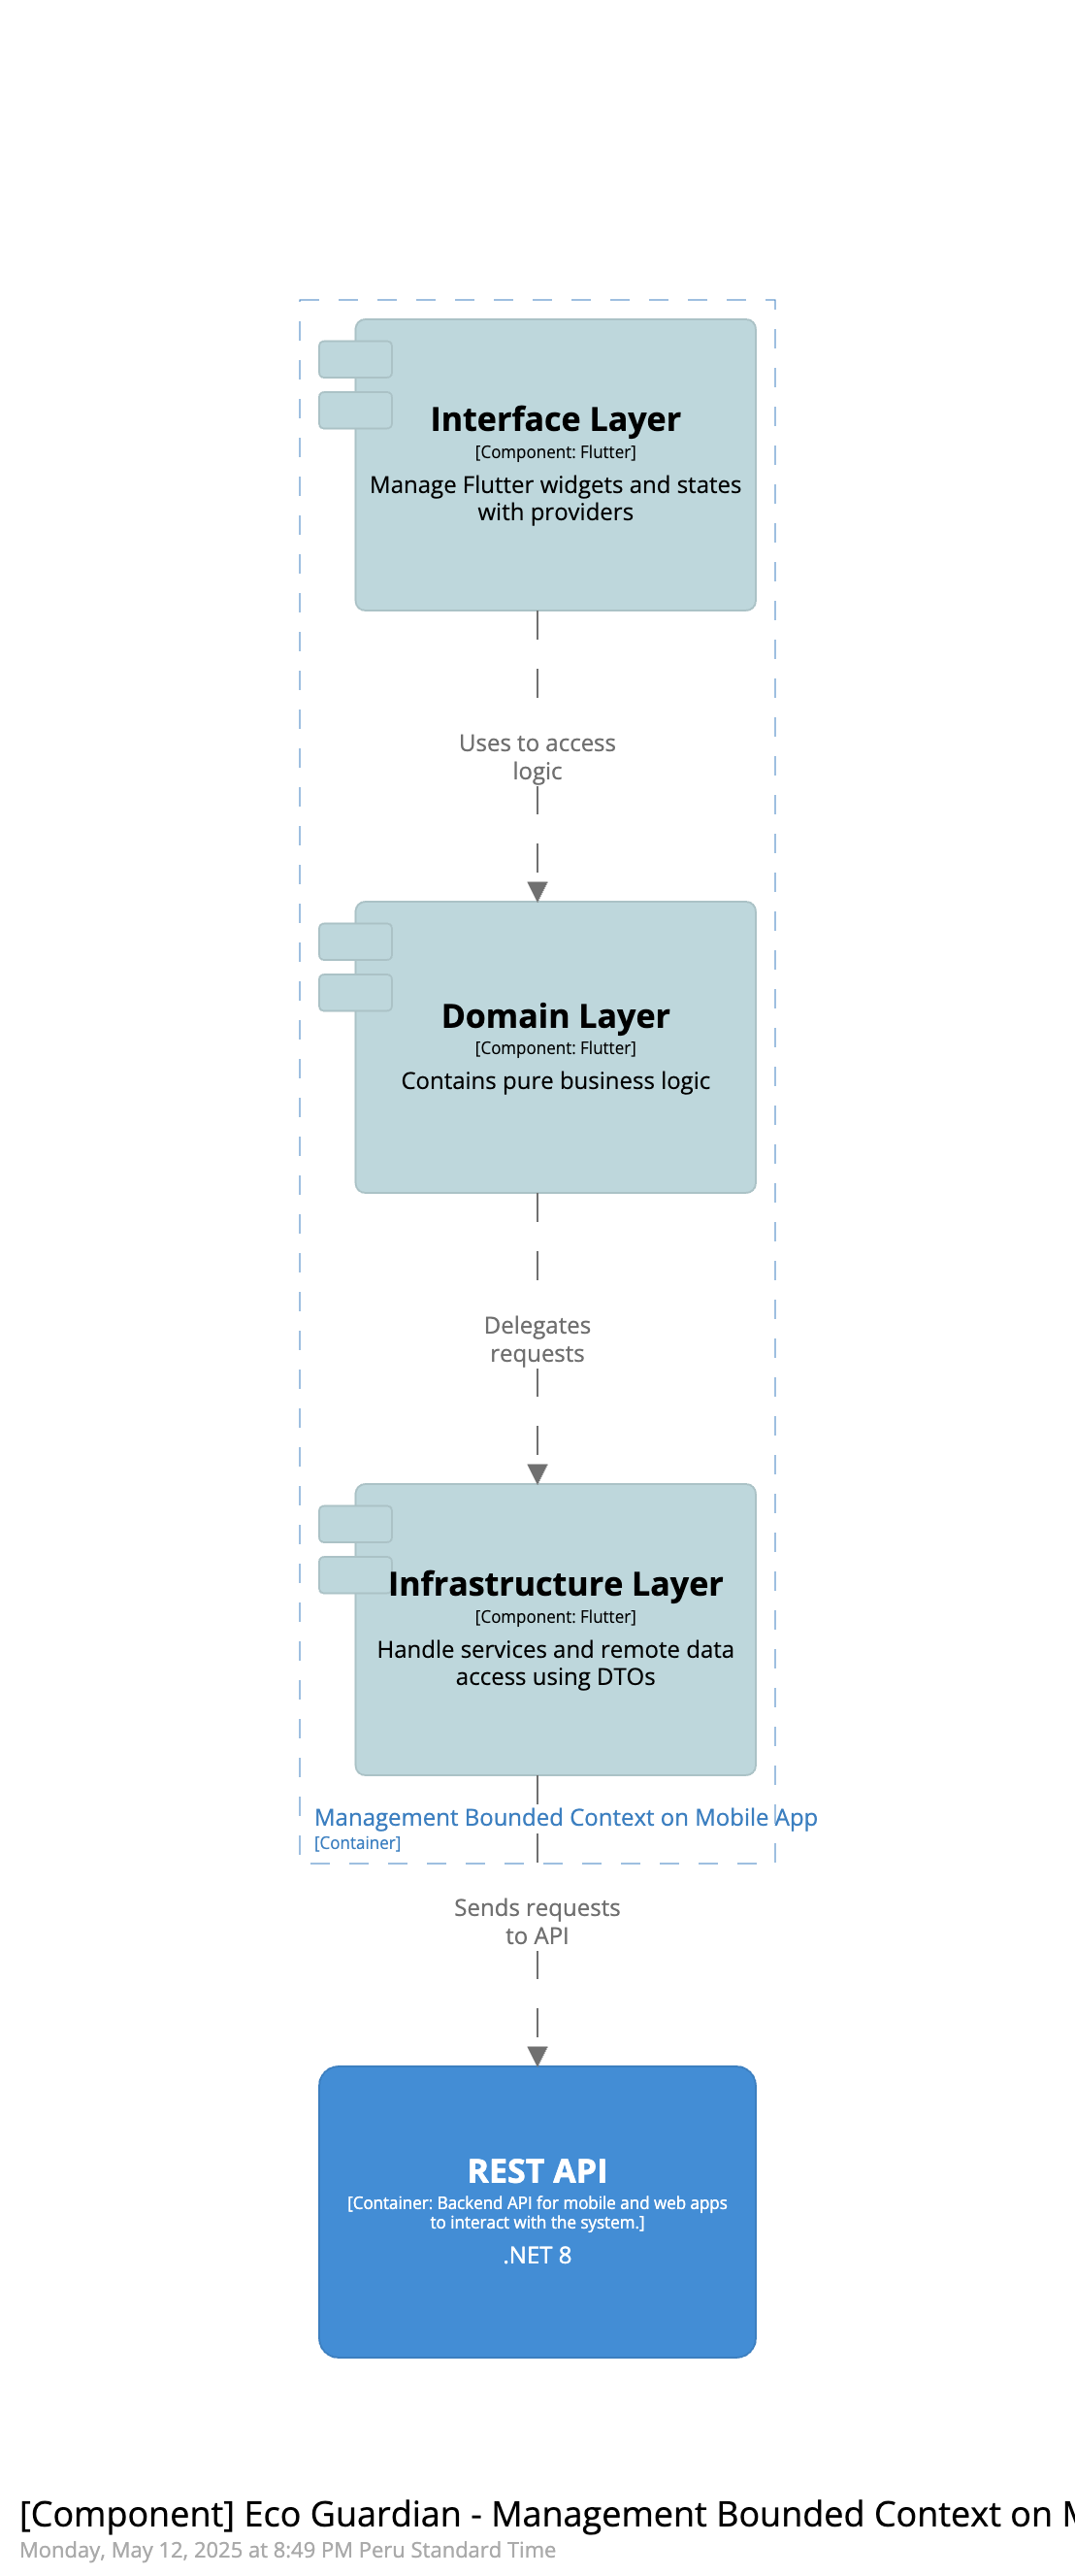 Interface Layer
[Component: Flutter]
Manage Flutter widgets and states
with providers
Uses to access
logic
Domain Layer
[Component: Flutter]
Contains pure business logic
Delegates
requests
Infrastructure Layer
[Component: Flutter]
Handle services and remote data
access using DTOs
Management Bounded Context on Mobile App
[Container]
Sends requests
to API
REST API
[Container: Backend API for mobile and web apps
to interact with the system.]
.NET 8
[Component] Eco Guardian - Management Bounded Context on
Monday, May 12, 2025 at 8:49 PM Peru Standard Time